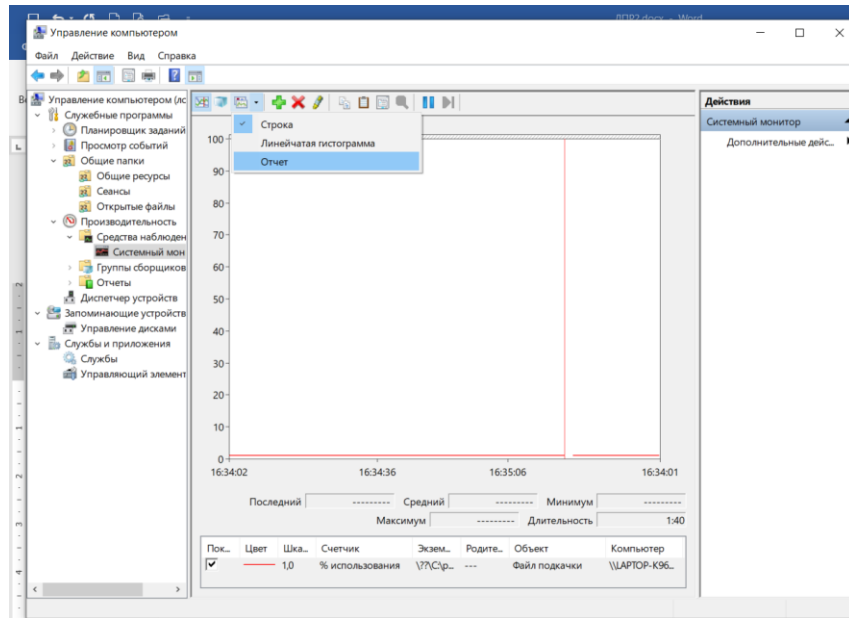 ЛПР2.docx - Word
Управление компьютером
Файл Действие Вид Справка
Управление компьютером (лс
Служебные программы
Планировщик заданий
Просмотр событий
Общие папки
Общие ресурсы
Сеансы
Открытые файлы
Производительность
Средства наблюден
Системный мон
Группы сборщиков
Отчеты
Диспетчер устройств
Запоминающие устройств
Управление дисками
Службы и приложения
Службы
Управляющий элемент
Строка
Линейчатая гистограмма
Отчет
100
90
80
70
60
50
40
30
20
10
0
16:34:02 16:34:36 16:35:06 16:34:01
Последний --------- Средний --------- Минимум ---------
Максимум --------- Длительность 1:40
Пок... Цвет Шка... Счетчик Экзем... Родите... Объект Компьютер
1,0 % использования \??\C:\p... --- Файл подкачки \\LAPTOP-K96...
Действия
Системный монитор
Дополнительные дейс...